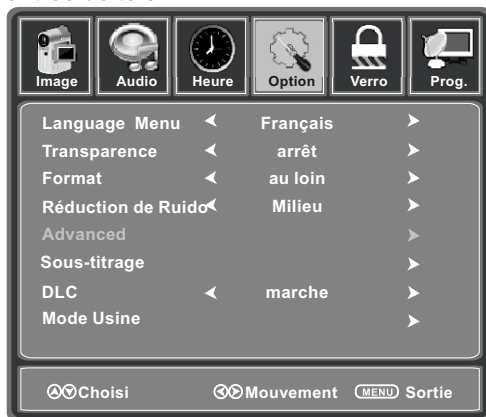 Image Audio Heure Option Verro Prog.
Language Menu Français
Transparence arrêt
Format au loin
Réduction de Ruido Milieu
Advanced
Sous-titrage
DLC marche
Mode Usine
Choisi Mouvement MENU Sortie